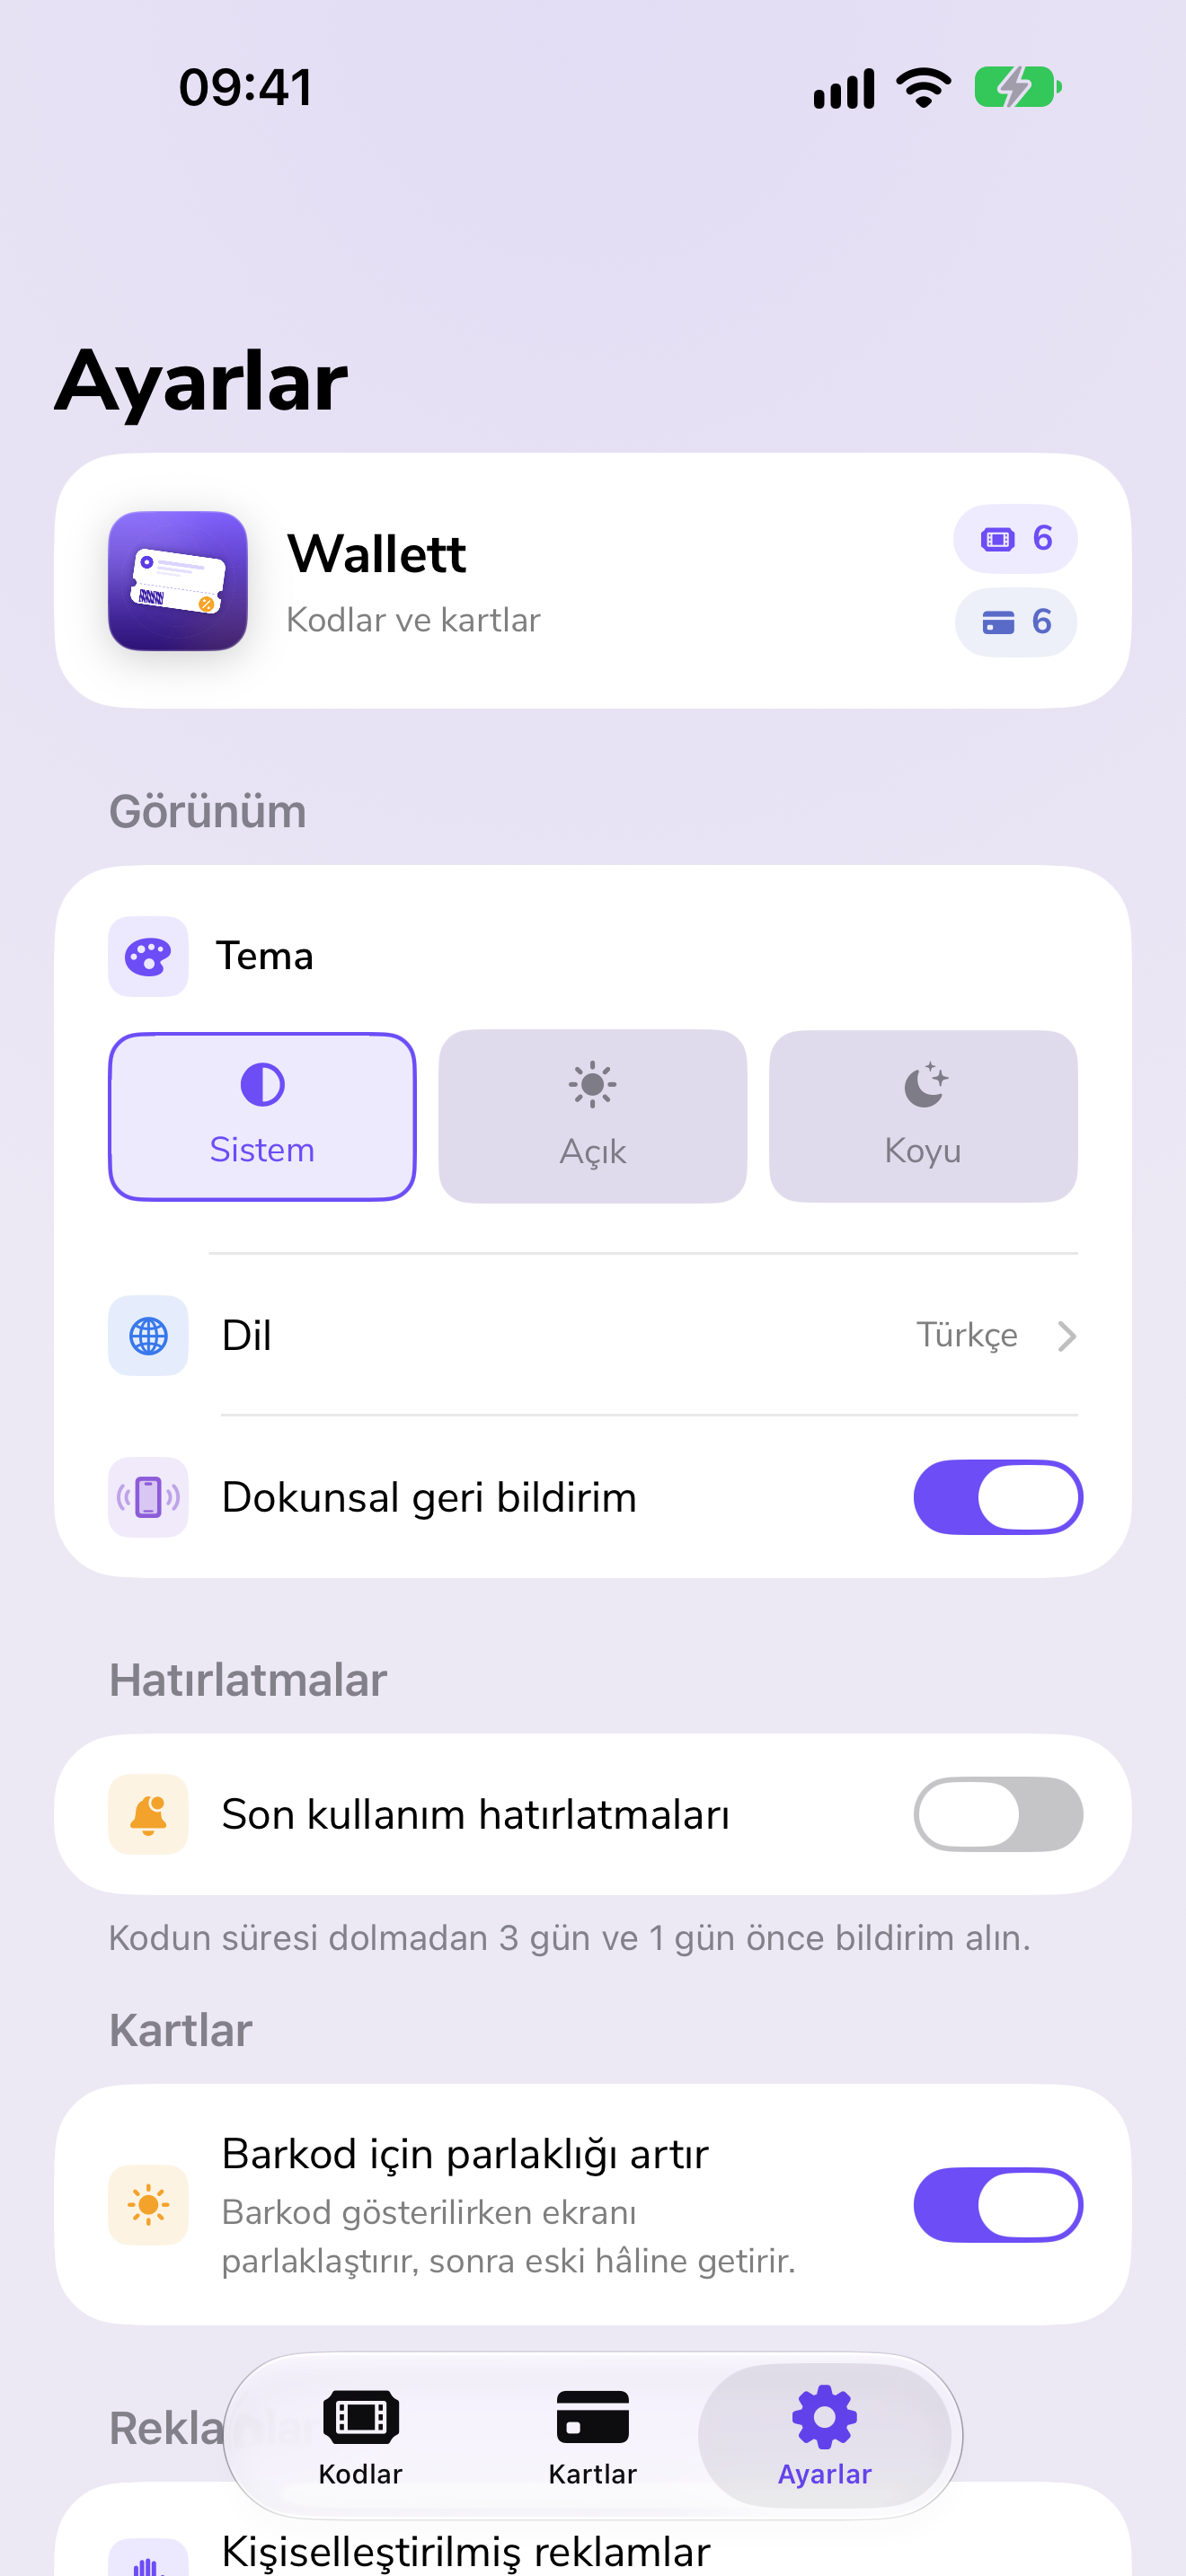 09:41
Ayarlar
Wallett
Kodlar ve kartlar
6
6
Görünüm
Tema
Sistem
Açık
Koyu
Dil
Türkçe
Dokunsal geri bildirim
Hatırlatmalar
Son kullanım hatırlatmaları
Kodun süresi dolmadan 3 gün ve 1 gün önce bildirim alın.
Kartlar
Barkod için parlaklığı artır
Barkod gösterilirken ekranı
parlaklaştırır, sonra eski hâline getirir.
Reklamlar
Kodlar
Kartlar
Ayarlar
Kişiselleştirilmiş reklamlar